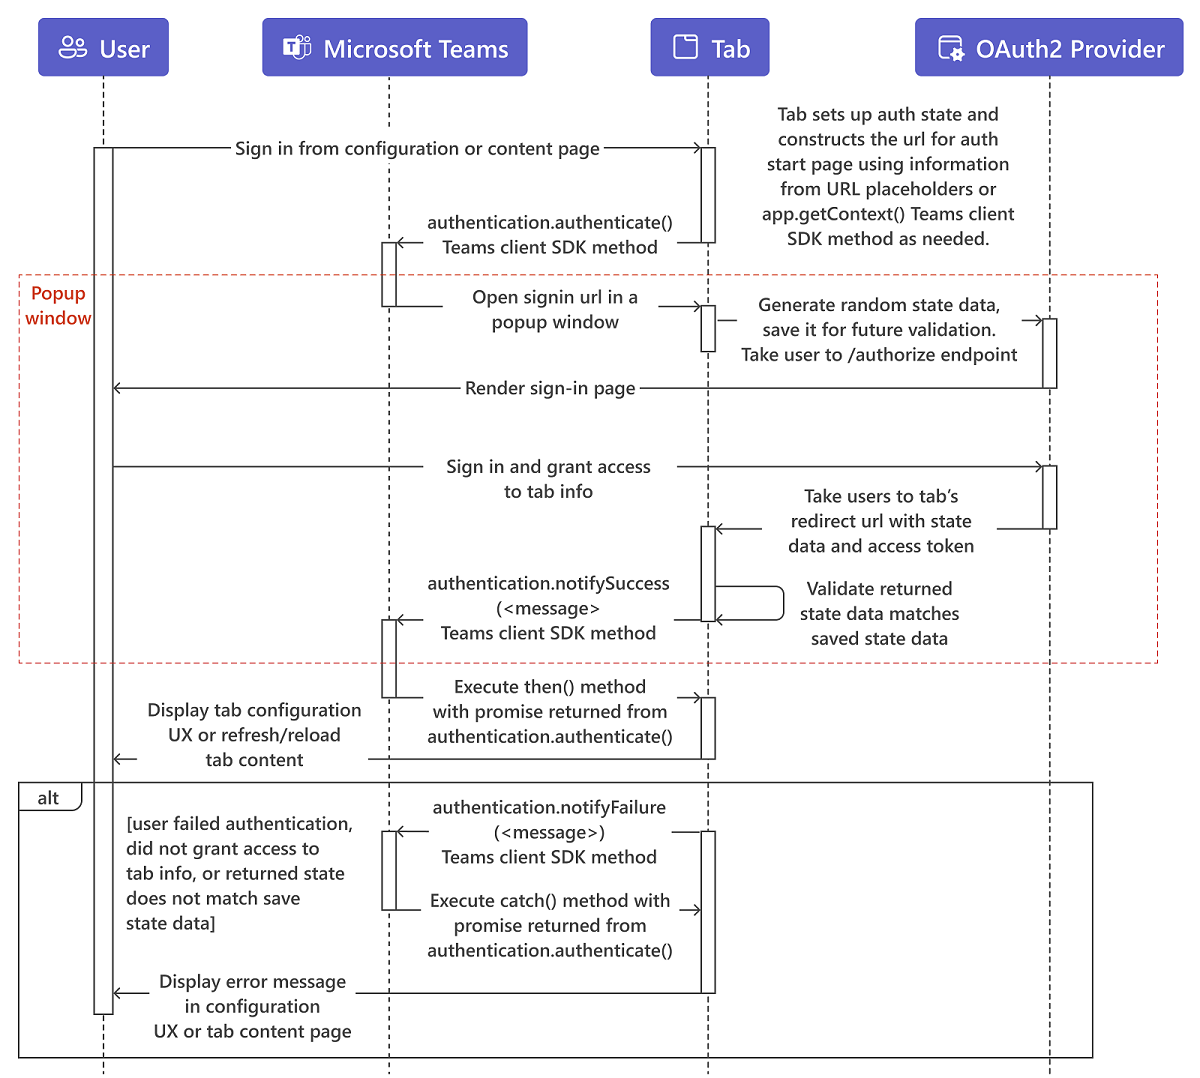 User
Microsoft Teams
Tab
OAuth2 Provider
Tab sets up auth state and
constructs the url for auth
start page using information
from URL placeholders or
app.getContext() Teams client
SDK method as needed.
Sign in from configuration or content page
authentication.authenticate()
Teams client SDK method
Popup
window
Open signin url in a
popup window
Generate random state data,
save it for future validation.
Take user to /authorize endpoint
Render sign-in page
Sign in and grant access
to tab info
Take users to tab's
redirect url with state
data and access token
authentication.notifySuccess
(<message>
Teams client SDK method
Validate returned
state data matches
saved state data
Execute then() method
with promise returned from
authentication.authenticate()
Display tab configuration
UX or refresh/reload
tab content
alt
[user failed authentication,
did not grant access to
tab info, or returned state
does not match save
state data]
authentication.notifyFailure
(<message>)
Teams client SDK method
Execute catch() method with
promise returned from
authentication.authenticate()
Display error message
in configuration
UX or tab content page